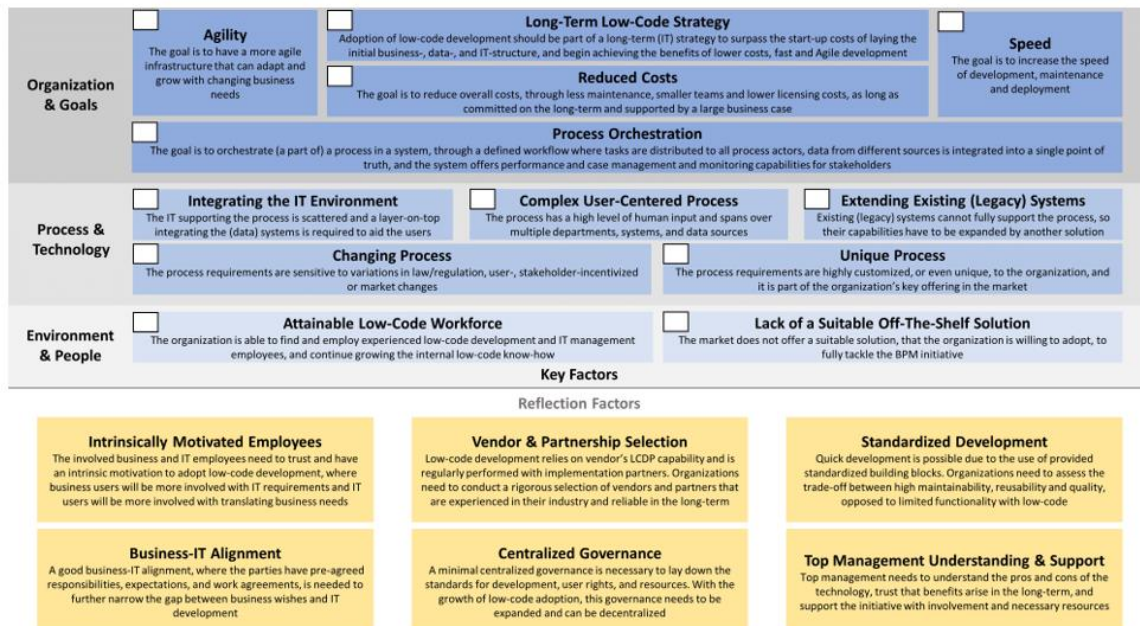 Organization
& Goals
Agility
The goal is to have a more agile
infrastructure that can adapt and
grow with changing business
needs
Long-Term Low-Code Strategy
Adoption of low-code development should be part of a long-term (IT) strategy to surpass the start-up costs of laying the
initial business-, data-, and IT-structure, and begin achieving the benefits of lower costs, fast and Agile development
Reduced Costs
The goal is to reduce overall costs, through less maintenance, smaller teams and lower licensing costs, as long as
committed on the long-term and supported by a large business case
Speed
The goal is to increase the speed
of development, maintenance
and deployment
Process Orchestration
The goal is to orchestrate (a part of) a process in a system, through a defined workflow where tasks are distributed to all process actors, data from different sources is integrated into a single point of
truth, and the system offers performance and case management and monitoring capabilities for stakeholders
Process &
Technology
Integrating the IT Environment
The IT supporting the process is scattered and a layer-on-top
integrating the (data) systems is required to aid the users
Complex User-Centered Process
The process has a high level of human input and spans over
multiple departments, systems, and data sources
Extending Existing (Legacy) Systems
Existing (legacy) systems cannot fully support the process, so
their capabilities have to be expanded by another solution
Changing Process
The process requirements are sensitive to variations in law/regulation, user-, stakeholder-incentivized
or market changes
Unique Process
The process requirements are highly customized, or even unique, to the organization, and
it is part of the organization's key offering in the market
Environment
& People
Attainable Low-Code Workforce
The organization is able to find and employ experienced low-code development and IT management
employees, and continue growing the internal low-code know-how
Lack of a Suitable Off-The-Shelf Solution
The market does not offer a suitable solution, that the organization is willing to adopt, to
fully tackle the BPM initiative
Key Factors
Reflection Factors
Intrinsically Motivated Employees
The involved business and IT employees need to trust and have
an intrinsic motivation to adopt low-code development, where
business users will be more involved with IT requirements and IT
users will be more involved with translating business needs
Vendor & Partnership Selection
Low-code development relies on vendor's LCDP capability and is
regularly performed with implementation partners. Organizations
need to conduct a rigorous selection of vendors and partners that
are experienced in their industry and reliable in the long-term
Standardized Development
Quick development is possible due to the use of provided
standardized building blocks. Organizations need to assess the
trade-off between high maintainability, reusability and quality,
opposed to limited functionality with low-code
Business-IT Alignment
A good business-IT alignment, where the parties have pre-agreed
responsibilities, expectations, and work agreements, is needed to
further narrow the gap between business wishes and IT
development
Centralized Governance
A minimal centralized governance is necessary to lay down the
standards for development, user rights, and resources. With the
growth of low-code adoption, this governance needs to be
expanded and can be decentralized
Top Management Understanding & Support
Top management needs to understand the pros and cons of the
technology, trust that benefits arise in the long-term, and
support the initiative with involvement and necessary resources